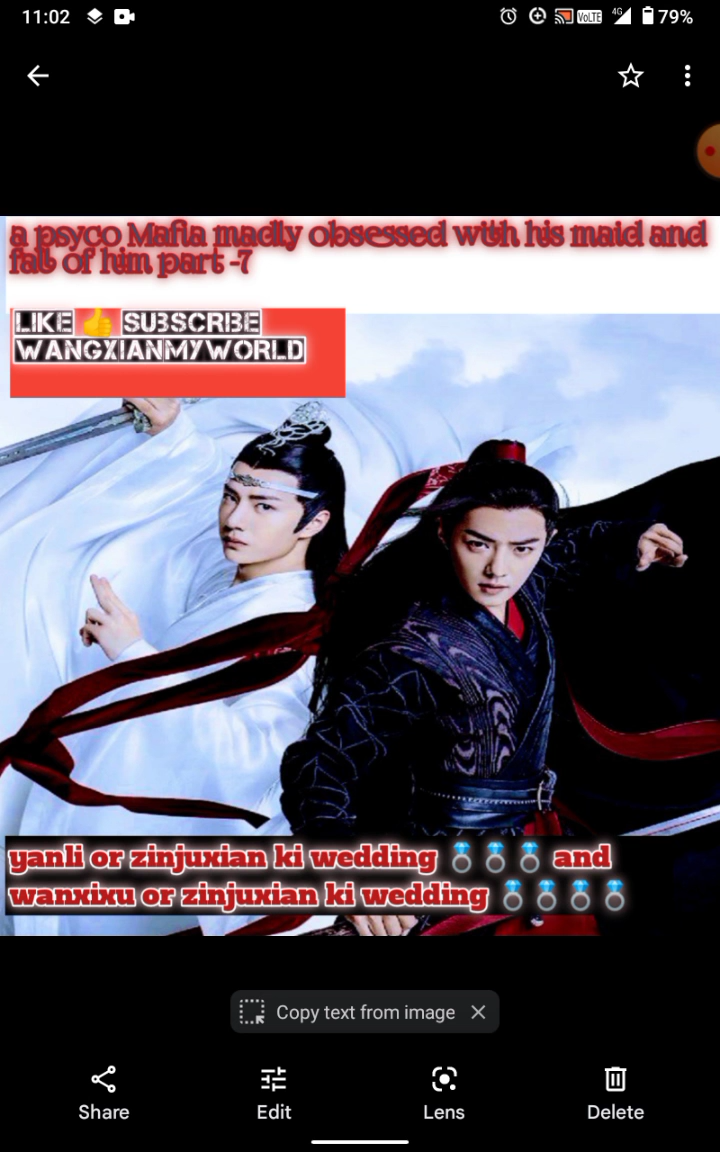 11:02
VoLTE 4G 79%
a psyco Mafia madly obsessed with his maid and
fall of him part -7
LIKE 👍 SUBSCRIBE
WANGXIANMYWORLD
yanli or zinjuxian ki wedding 💍💍💍 and
wanxixu or zinjuxian ki wedding 💍💍💍💍
Copy text from image
Share Edit Lens Delete